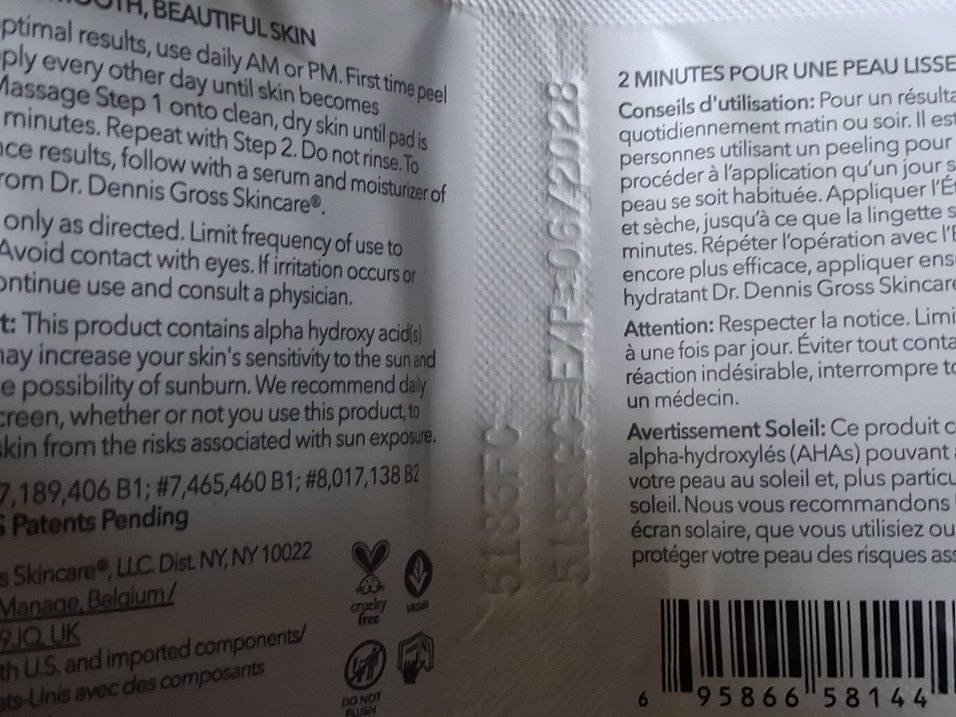 OTH, BEAUTIFUL SKIN
ptimal results, use daily AM or PM. First time peel
ply every other day until skin becomes
Massage Step 1 onto clean, dry skin until pad is
minutes. Repeat with Step 2. Do not rinse. To
nce results, follow with a serum and moisturizer of
rom Dr. Dennis Gross Skincare®.
only as directed. Limit frequency of use to
Avoid contact with eyes. If irritation occurs or
ontinue use and consult a physician.
t: This product contains alpha hydroxy acid(s)
nay increase your skin's sensitivity to the sun and
e possibility of sunburn. We recommend daily
creen, whether or not you use this product, to
skin from the risks associated with sun exposure.
7,189,406 B1; #7,465,460 B1; #8,017,138 B2
S Patents Pending
s Skincare®, LLC. Dist. NY, NY 10022
Manage, Belgium/
9JQ, UK
th U.S. and imported components/
ats-Unis avec des composants
cruelty
free
VEGAN
DO NOT
FLUSH
5183FC
EXP 06/2028
2 MINUTES POUR UNE PEAU LISSE
Conseils d'utilisation: Pour un résulta
quotidiennement matin ou soir. Il est
personnes utilisant un peeling pour
procéder à l'application qu'un jour s
peau se soit habituée. Appliquer l'Ét
et sèche, jusqu'à ce que la lingette s
minutes. Répéter l'opération avec l'É
encore plus efficace, appliquer ens
hydratant Dr. Dennis Gross Skincare
Attention: Respecter la notice. Limi
à une fois par jour. Éviter tout conta
réaction indésirable, interrompre to
un médecin.
Avertissement Soleil: Ce produit c
alpha-hydroxylés (AHAs) pouvant a
votre peau au soleil et, plus particu
soleil. Nous vous recommandons
écran solaire, que vous utilisiez ou
protéger votre peau des risques ass
6 95866 58144